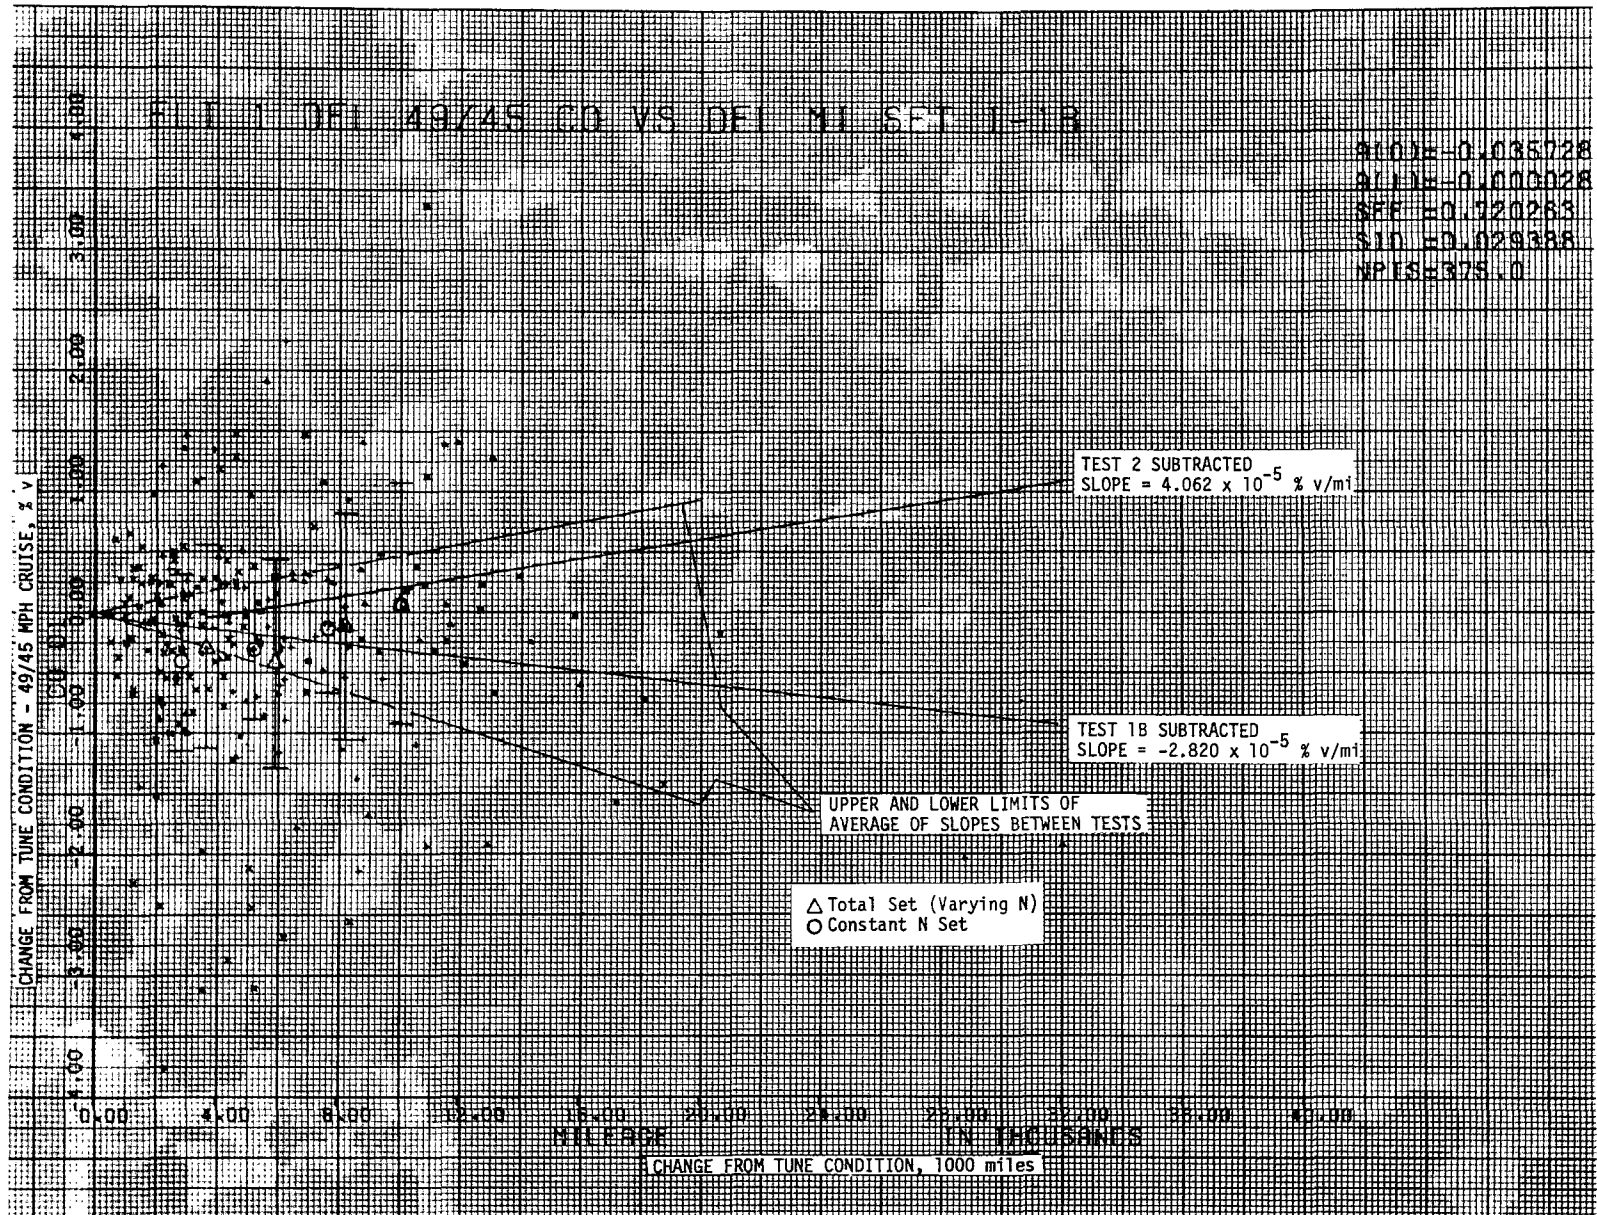 FLT 1 DEL 49/45 CO VS DEL MI SET 1-1B
A(0)=-0.035728
A(1)=-0.000028
SEE =0.720263
SID =0.029388
NPTS=375.0
4.00
3.00
2.00
1.00
0.00
-1.00
-2.00
-3.00
-4.00
CHANGE FROM TUNE CONDITION - 49/45 MPH CRUISE, % v
TEST 2 SUBTRACTED
SLOPE = 4.062 x 10-5 % v/mi
TEST 1B SUBTRACTED
SLOPE = -2.820 x 10-5 % v/mi
UPPER AND LOWER LIMITS OF
AVERAGE OF SLOPES BETWEEN TESTS
△ Total Set (Varying N)
○ Constant N Set
0.00 4.00 8.00 12.00 16.00 20.00 24.00 28.00 32.00 36.00 40.00
MILEAGE IN THOUSANDS
CHANGE FROM TUNE CONDITION, 1000 miles